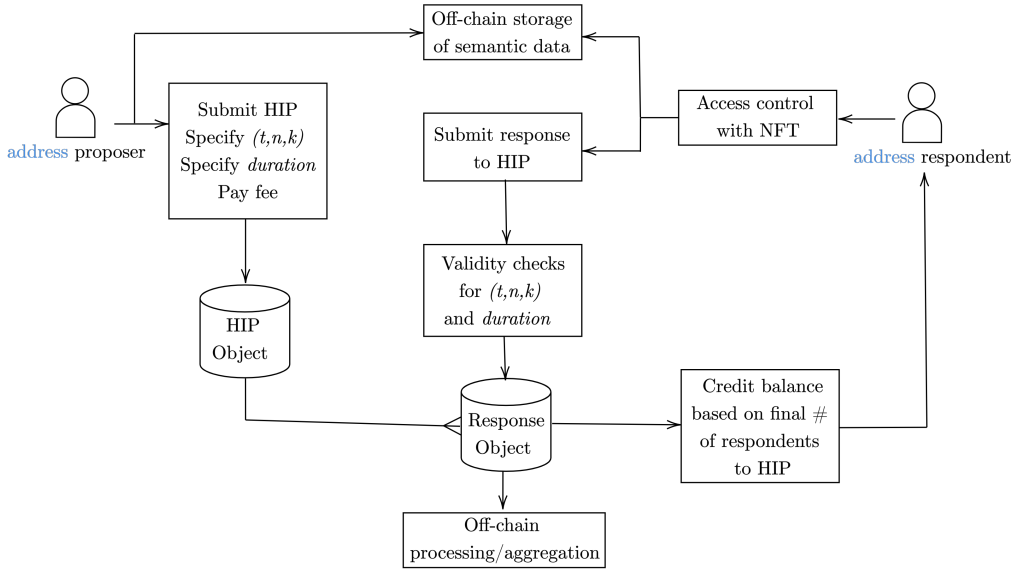 Off-chain storage
of semantic data
Submit HIP
Specify (t,n,k)
Specify duration
Pay fee
address proposer
Submit response
to HIP
Access control
with NFT
address respondent
Validity checks
for (t,n,k)
and duration
HIP
Object
Response
Object
Credit balance
based on final #
of respondents
to HIP
Off-chain
processing/aggregation